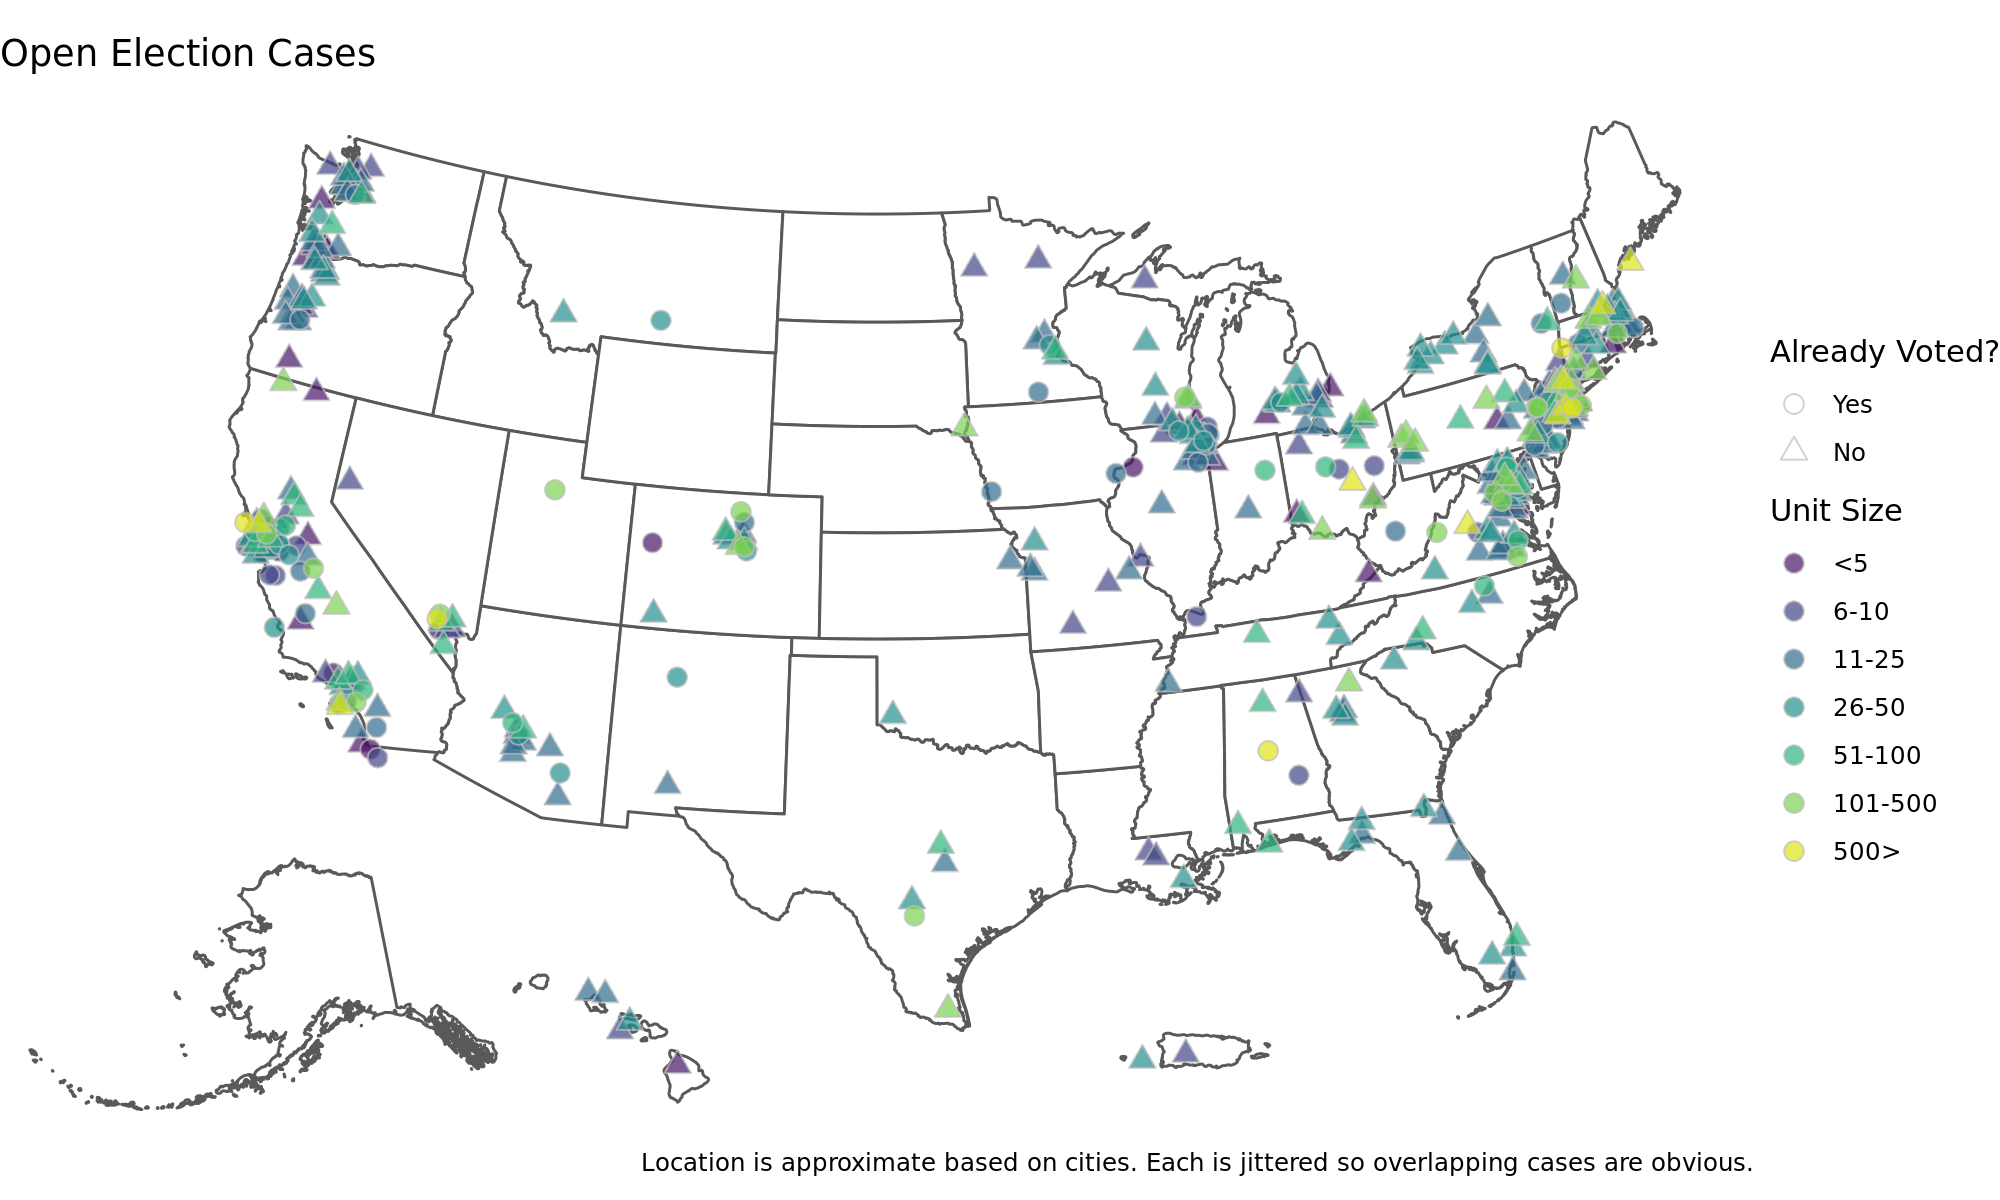 Open Election Cases
Already Voted?
Yes
No
Unit Size
<5
6-10
11-25
26-50
51-100
101-500
500>
Location is approximate based on cities. Each is jittered so overlapping cases are obvious.